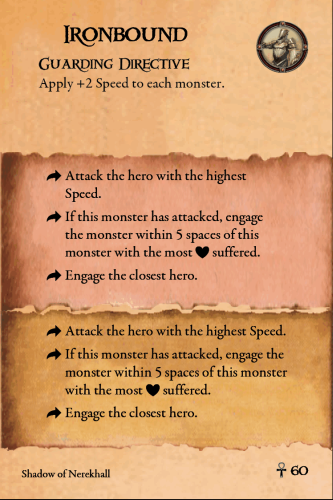 Ironbound
Guarding Directive
Apply +2 Speed to each monster.
Attack the hero with the highest
Speed.
If this monster has attacked, engage
the monster within 5 spaces of this
monster with the most ♥ suffered.
Engage the closest hero.
Attack the hero with the highest Speed.
If this monster has attacked, engage the
monster within 5 spaces of this monster
with the most ♥ suffered.
Engage the closest hero.
Shadow of Nerekhall
60